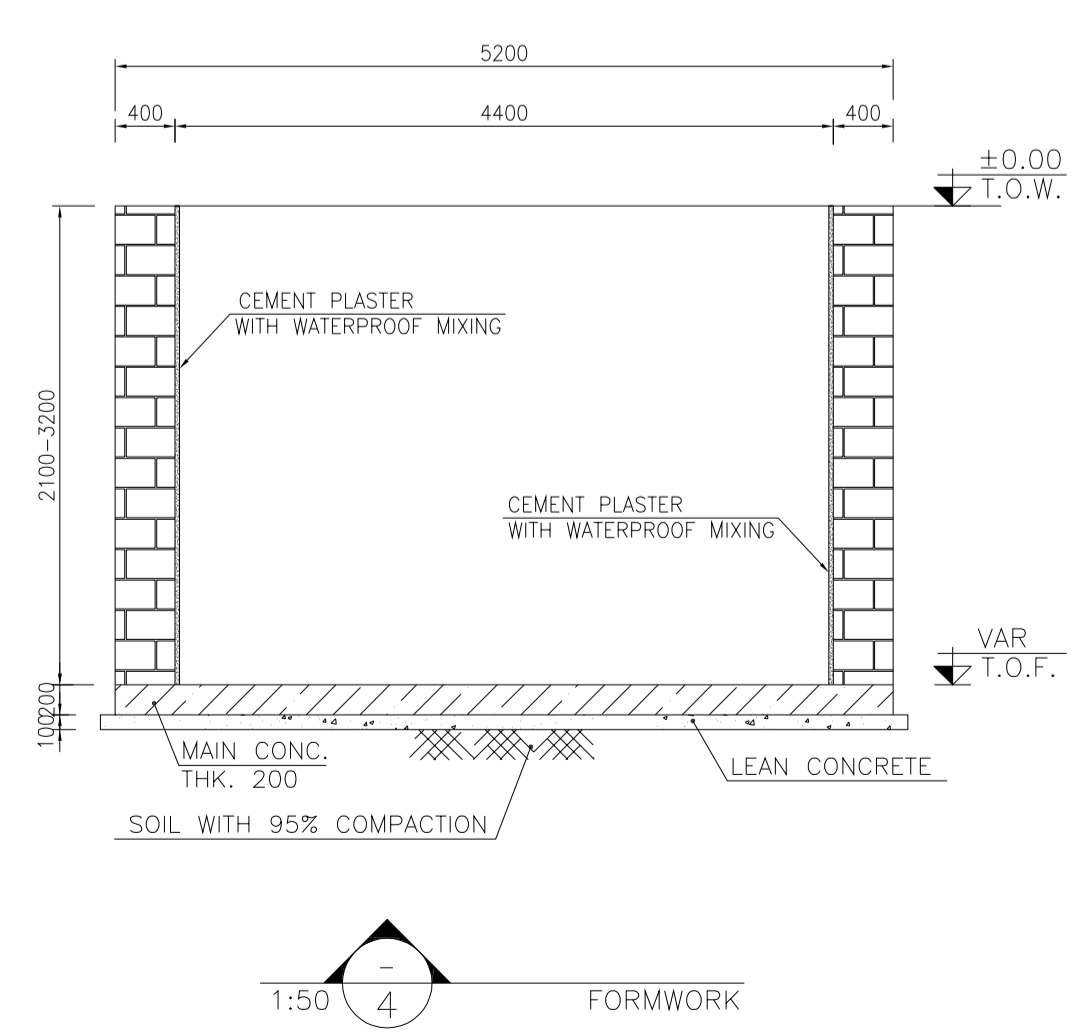 5200
400
4400
400
±0.00
T.O.W.
CEMENT PLASTER
WITH WATERPROOF MIXING
2100-3200
CEMENT PLASTER
WITH WATERPROOF MIXING
VAR
T.O.F.
200
100
MAIN CONC.
THK. 200
LEAN CONCRETE
SOIL WITH 95% COMPACTION
-
1:50
4
FORMWORK